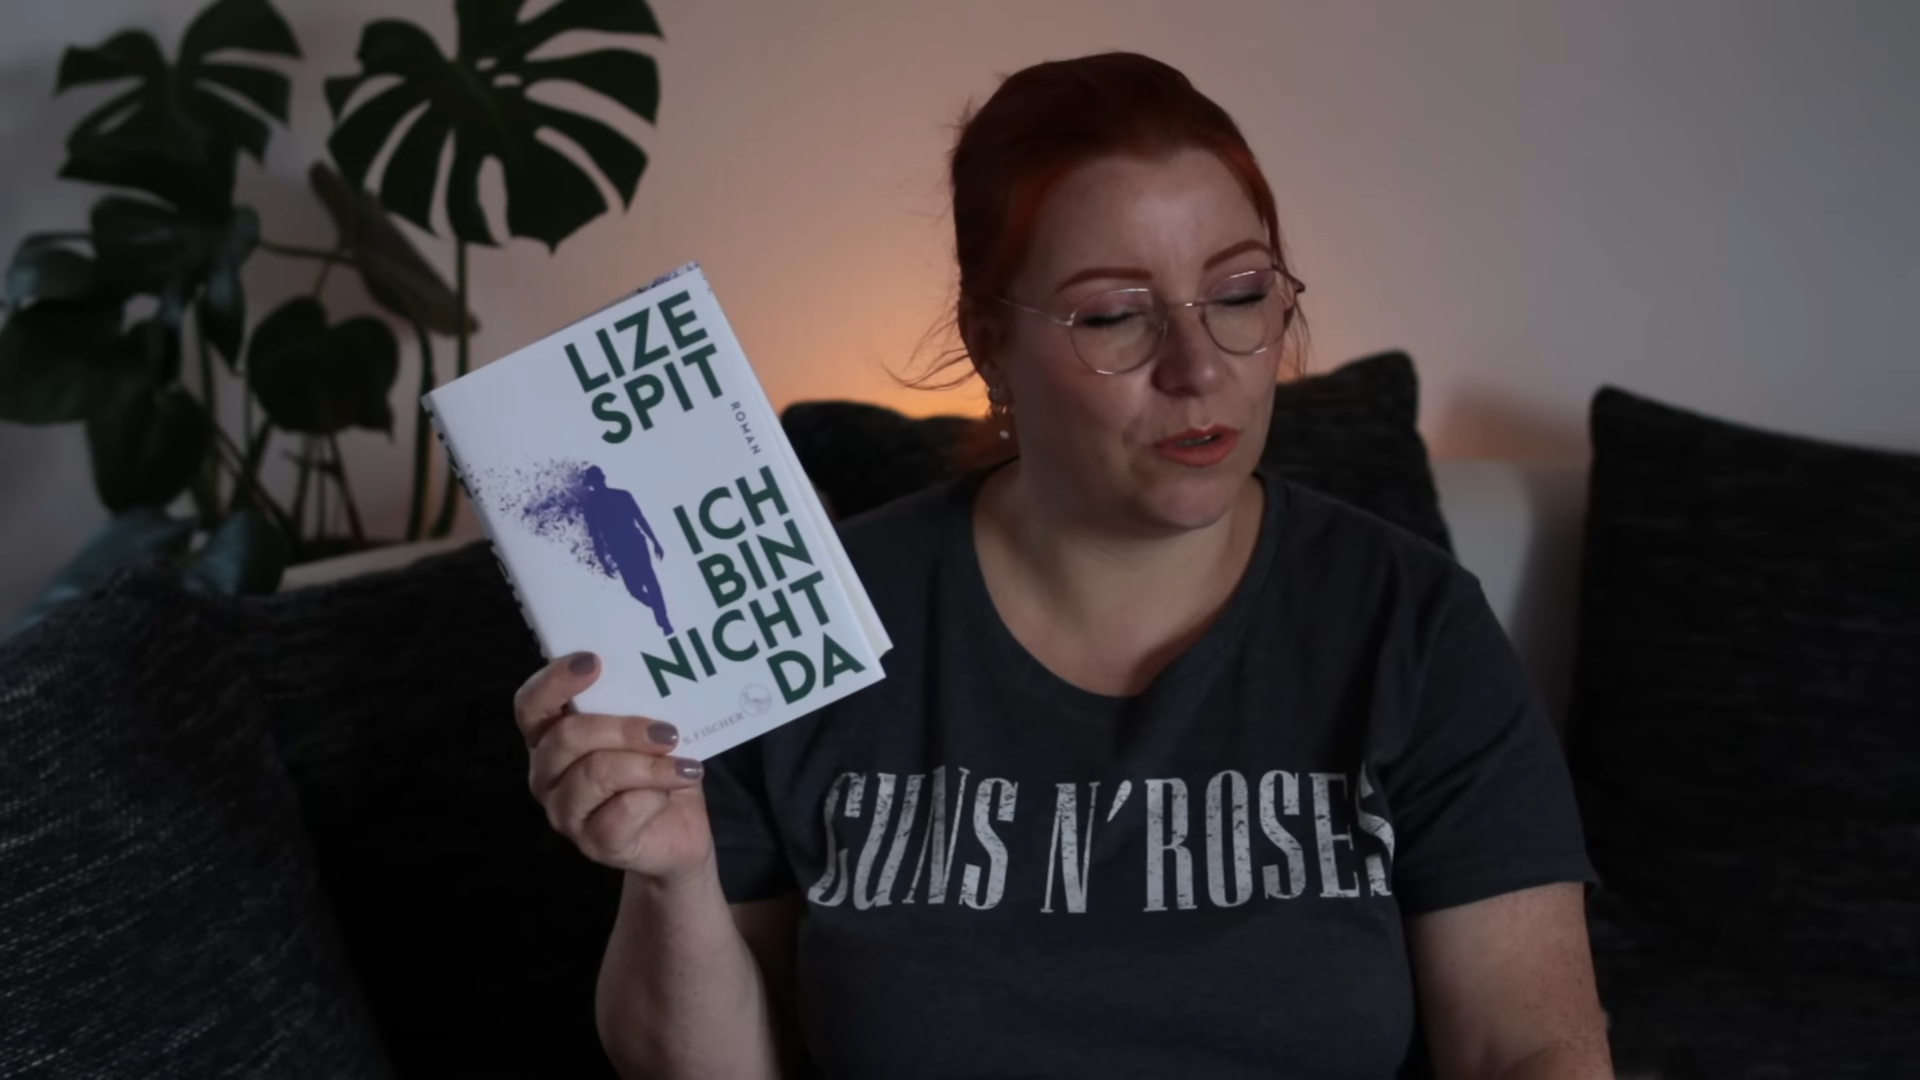 LIZE
SPIT
ROMAN
ICH
BIN
NICHT
DA
S. FISCHER
GUNS N' ROSES